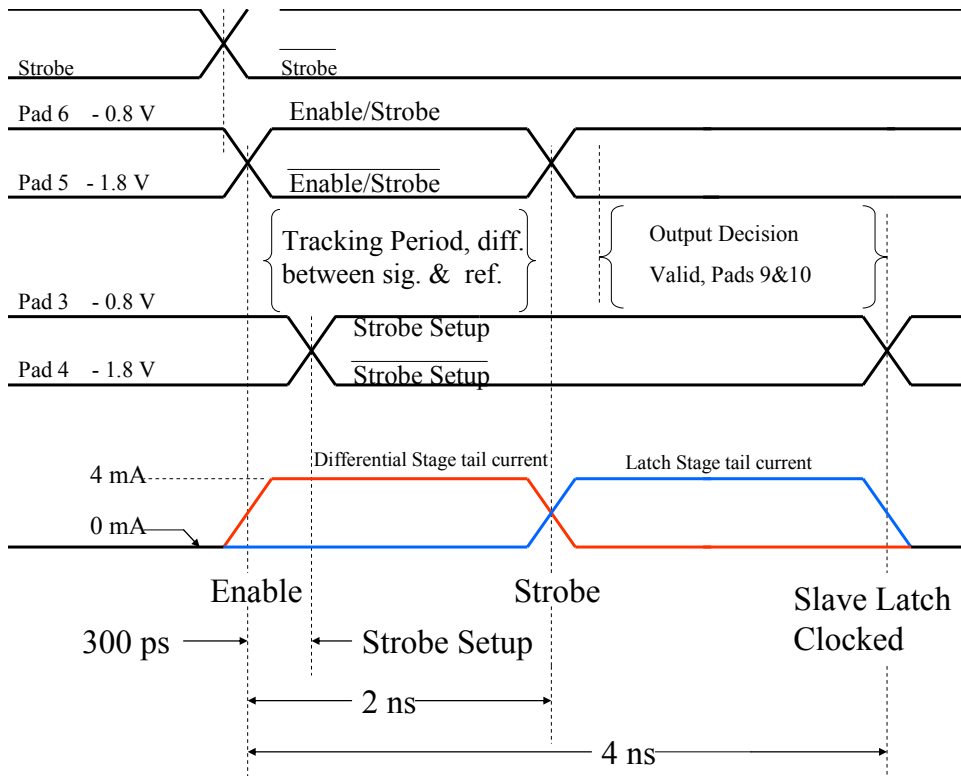 Strobe
Strobe
Pad 6 - 0.8 V
Enable/Strobe
Pad 5 - 1.8 V
Enable/Strobe
Tracking Period, diff.
between sig. & ref.
Output Decision
Valid, Pads 9&10
Pad 3 - 0.8 V
Strobe Setup
Pad 4 - 1.8 V
Strobe Setup
Differential Stage tail current
Latch Stage tail current
4 mA
0 mA
Enable
Strobe
Slave Latch
Clocked
300 ps
Strobe Setup
2 ns
4 ns